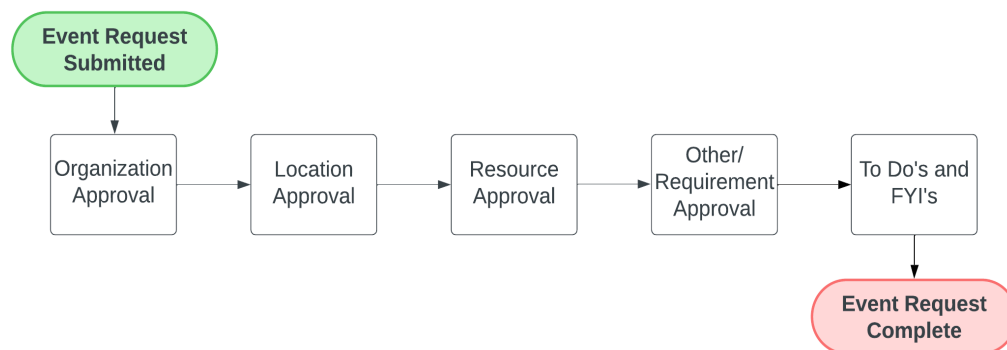 Event Request
Submitted
Organization
Approval
Location
Approval
Resource
Approval
Other/
Requirement
Approval
To Do's and
FYI's
Event Request
Complete